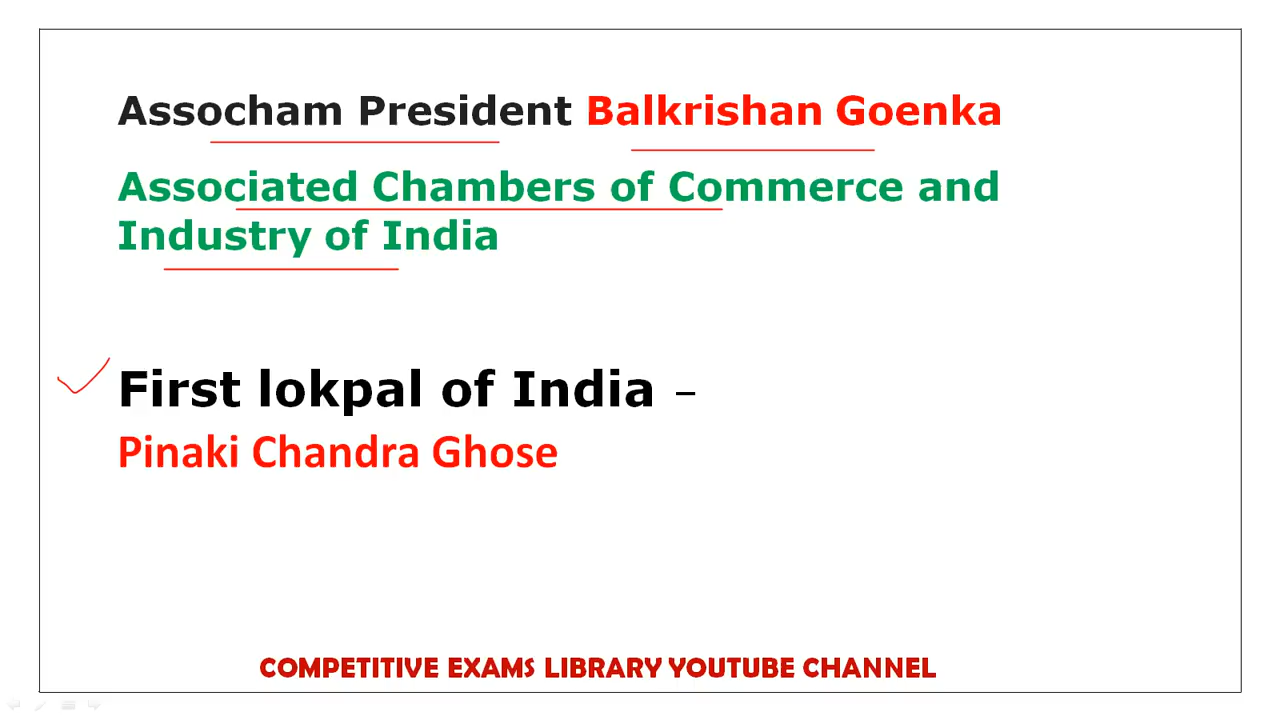 Assocham President Balkrishan Goenka
Associated Chambers of Commerce and
Industry of India
First lokpal of India –
Pinaki Chandra Ghose
COMPETITIVE EXAMS LIBRARY YOUTUBE CHANNEL